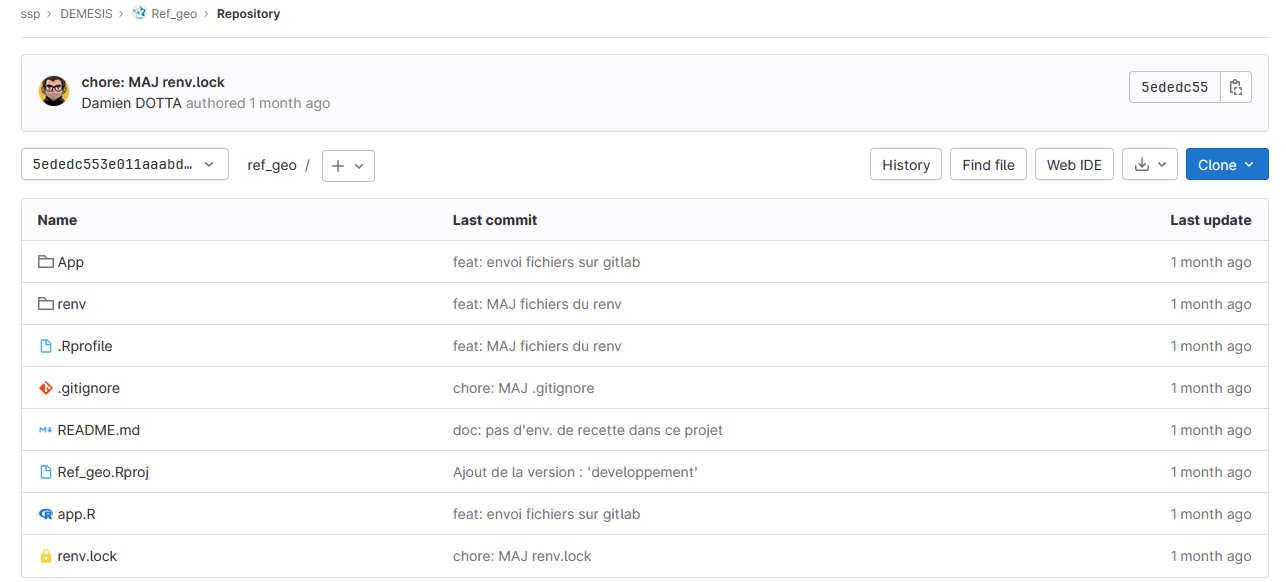 ssp › DEMESIS › Ref_geo › Repository
chore: MAJ renv.lock
Damien DOTTA authored 1 month ago
5ededc55
5ededc553e011aaabd… ref_geo / + History Find file Web IDE Clone
Name Last commit Last update
App feat: envoi fichiers sur gitlab 1 month ago
renv feat: MAJ fichiers du renv 1 month ago
.Rprofile feat: MAJ fichiers du renv 1 month ago
.gitignore chore: MAJ .gitignore 1 month ago
README.md doc: pas d'env. de recette dans ce projet 1 month ago
Ref_geo.Rproj Ajout de la version : 'developpement' 1 month ago
app.R feat: envoi fichiers sur gitlab 1 month ago
renv.lock chore: MAJ renv.lock 1 month ago